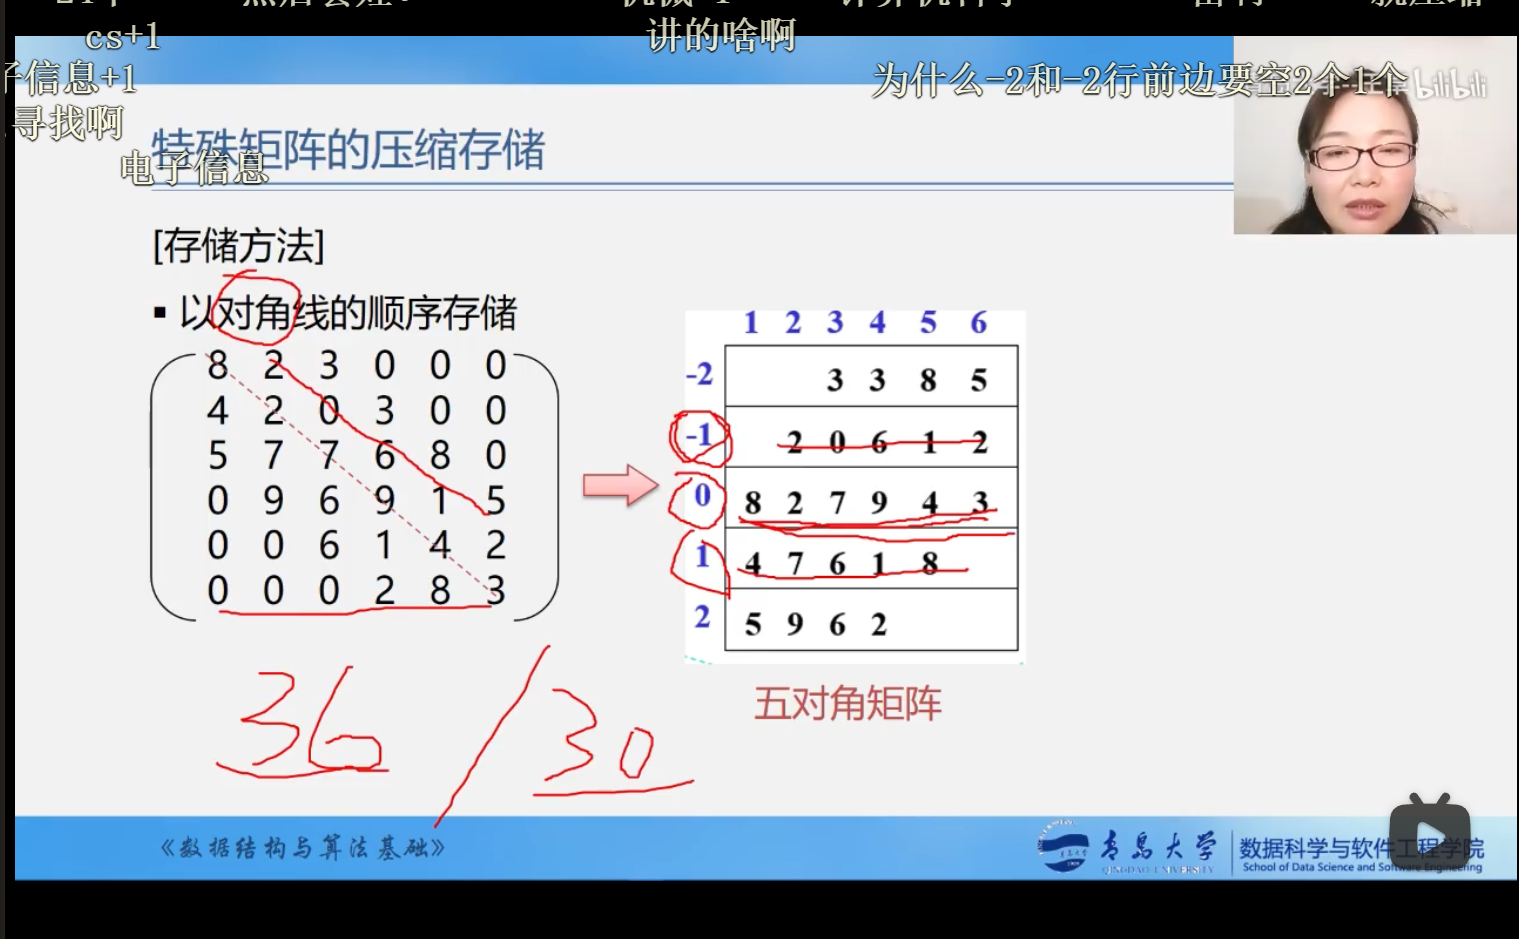 cs+1
讲的啥啊
子信息+1
为什么-2和-2行前边要空2个1个
bilibili
寻找啊
特殊矩阵的压缩存储
电子信息
[存储方法]
▪ 以对角线的顺序存储
8 2 3 0 0 0
4 2 0 3 0 0
5 7 7 6 8 0
0 9 6 9 1 5
0 0 6 1 4 2
0 0 0 2 8 3
1 2 3 4 5 6
-2 3 3 8 5
-1 2 0 6 1 2
0 8 2 7 9 4 3
1 4 7 6 1 8
2 5 9 6 2
五对角矩阵
36 / 30
《数据结构与算法基础》
青岛大学
QINGDAO UNIVERSITY
数据科学与软件工程学院
School of Data Science and Software Engineering